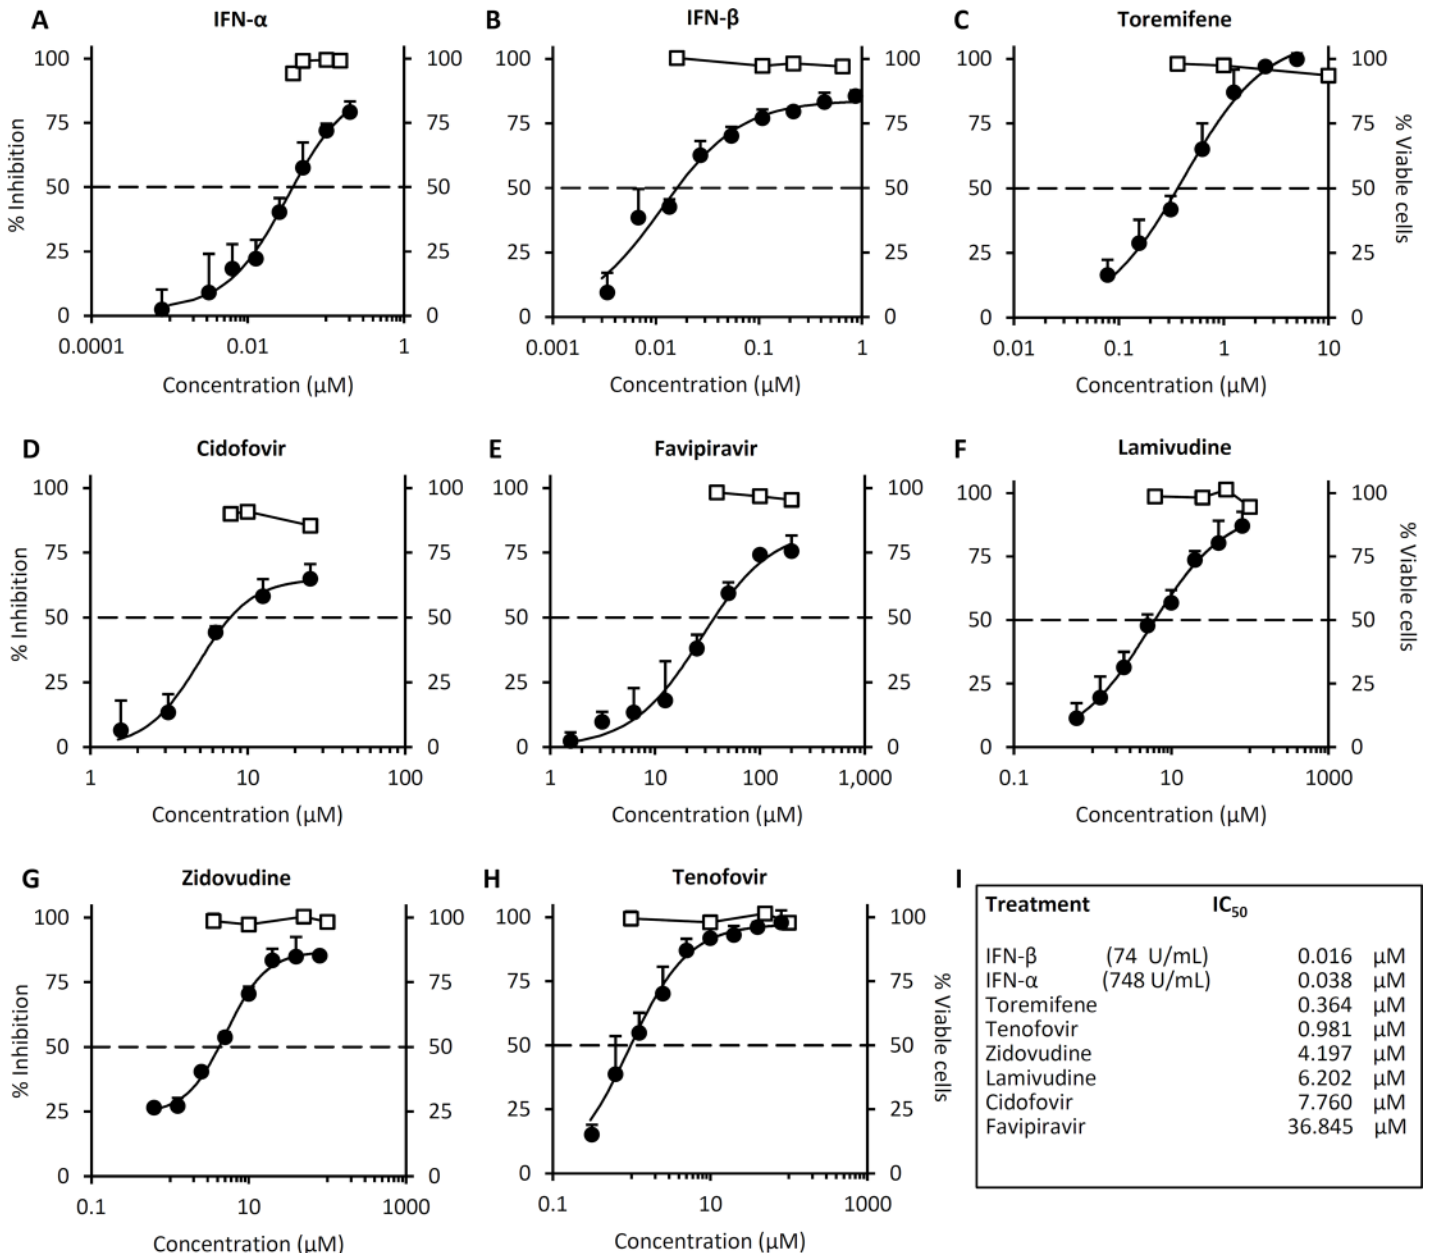 A IFN-α B IFN-β C Toremifene
100 100 100 100 100 100
75 75 75 75 75 75
50 50 50 50 50 50
25 25 25 25 25 25
0 0 0 0 0 0
% Inhibition
% Viable cells
0.0001 0.01 1 0.001 0.01 0.1 1 0.01 0.1 1 10
Concentration (µM) Concentration (µM) Concentration (µM)
D Cidofovir E Favipiravir F Lamivudine
100 100 100 100 100 100
75 75 75 75 75 75
50 50 50 50 50 50
25 25 25 25 25 25
0 0 0 0 0 0
% Inhibition
% Viable cells
1 10 100 1 10 100 1,000 0.1 10 1000
Concentration (µM) Concentration (µM) Concentration (µM)
G Zidovudine H Tenofovir I
100 100 100 100
75 75 75 75
50 50 50 50
25 25 25 25
0 0 0 0
% Inhibition
% Viable cells
0.1 10 1000 0.1 10 1000
Concentration (µM) Concentration (µM)
Treatment IC50
IFN-β (74 U/mL) 0.016 µM
IFN-α (748 U/mL) 0.038 µM
Toremifene 0.364 µM
Tenofovir 0.981 µM
Zidovudine 4.197 µM
Lamivudine 6.202 µM
Cidofovir 7.760 µM
Favipiravir 36.845 µM